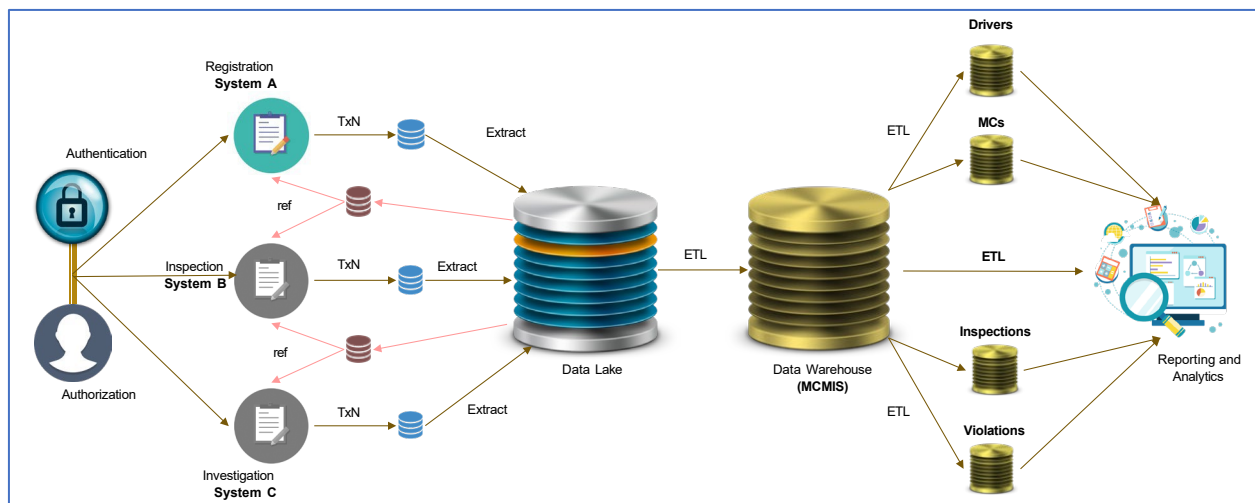 Drivers
Registration
System A
TxN
Extract
ETL
MCs
Authentication
ref
Inspection
System B
TxN
Extract
ETL
ETL
ref
Data Lake
Data Warehouse
(MCMIS)
Inspections
Reporting and
Analytics
Authorization
TxN
Extract
ETL
Violations
Investigation
System C